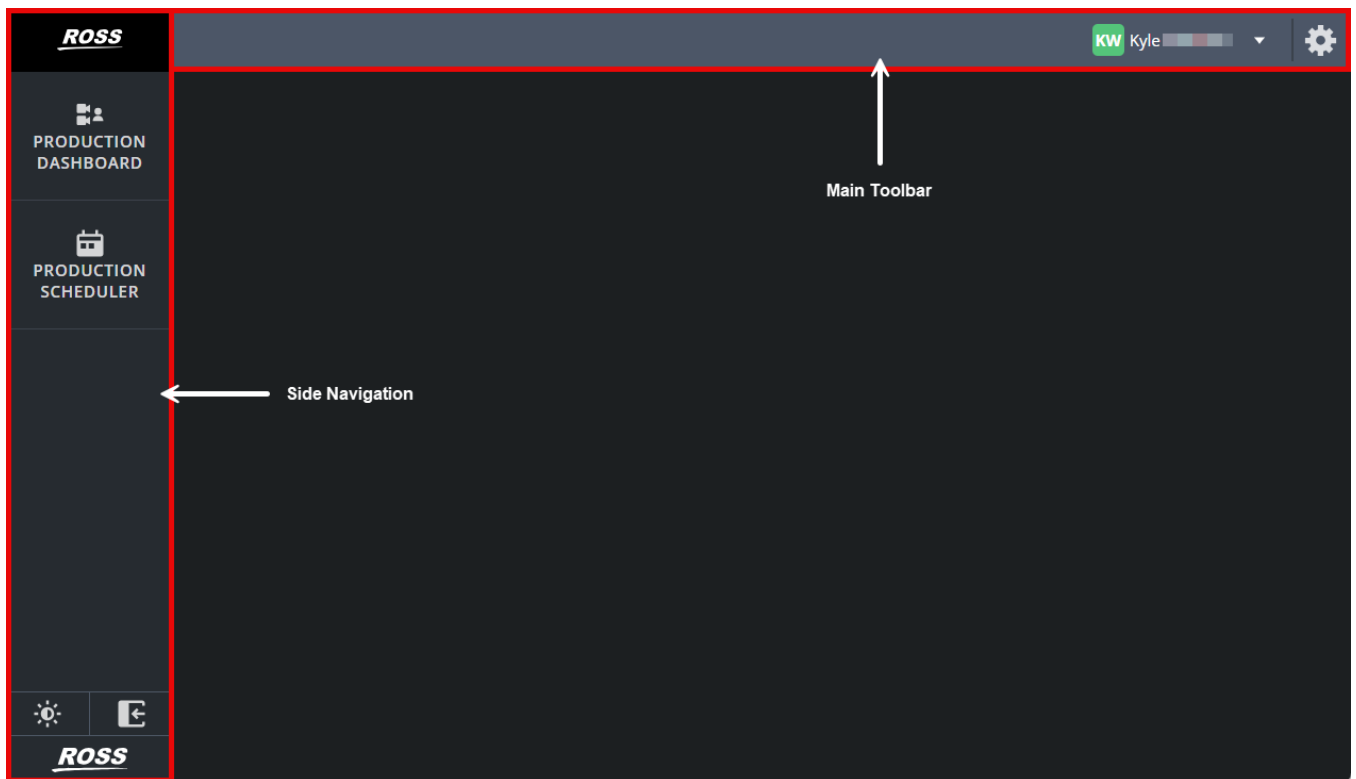 ROSS
KW Kyle
PRODUCTION
DASHBOARD
Main Toolbar
PRODUCTION
SCHEDULER
Side Navigation
ROSS